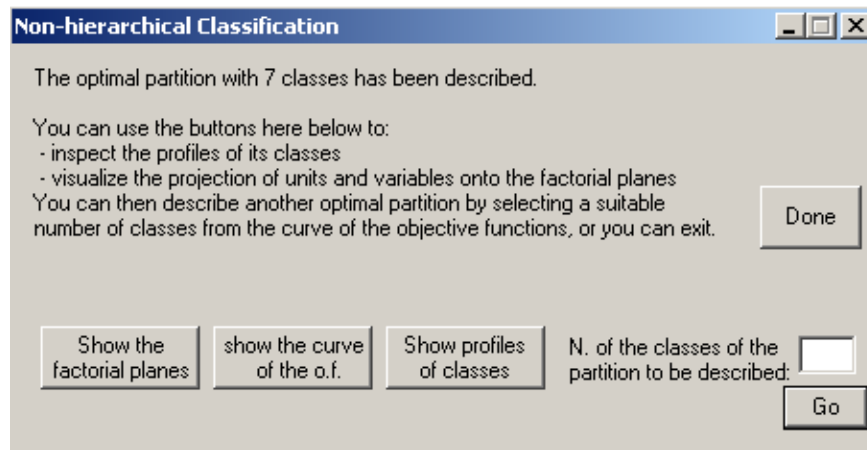 Non-hierarchical Classification
The optimal partition with 7 classes has been described.
You can use the buttons here below to:
- inspect the profiles of its classes
- visualize the projection of units and variables onto the factorial planes
You can then describe another optimal partition by selecting a suitable
number of classes from the curve of the objective functions, or you can exit.
Done
Show the
factorial planes
show the curve
of the o.f.
Show profiles
of classes
N. of the classes of the
partition to be described:
Go